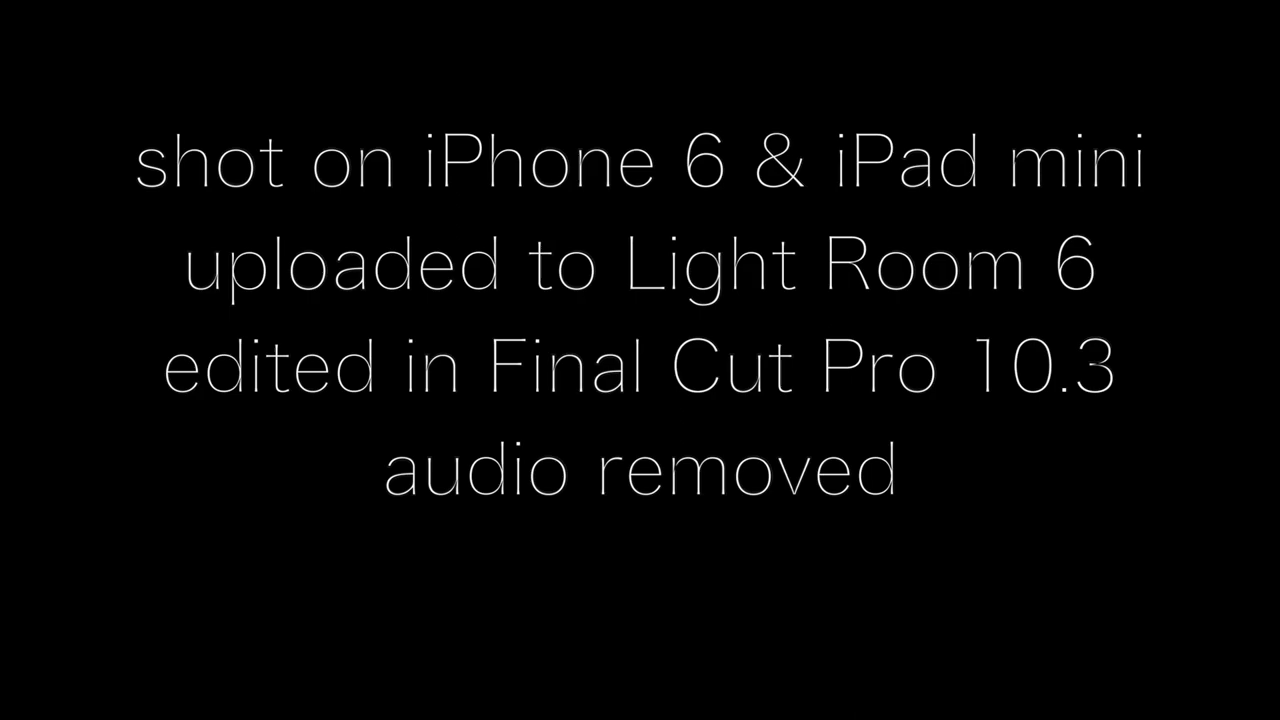 shot on iPhone 6 & iPad mini
uploaded to Light Room 6
edited in Final Cut Pro 10.3
audio removed